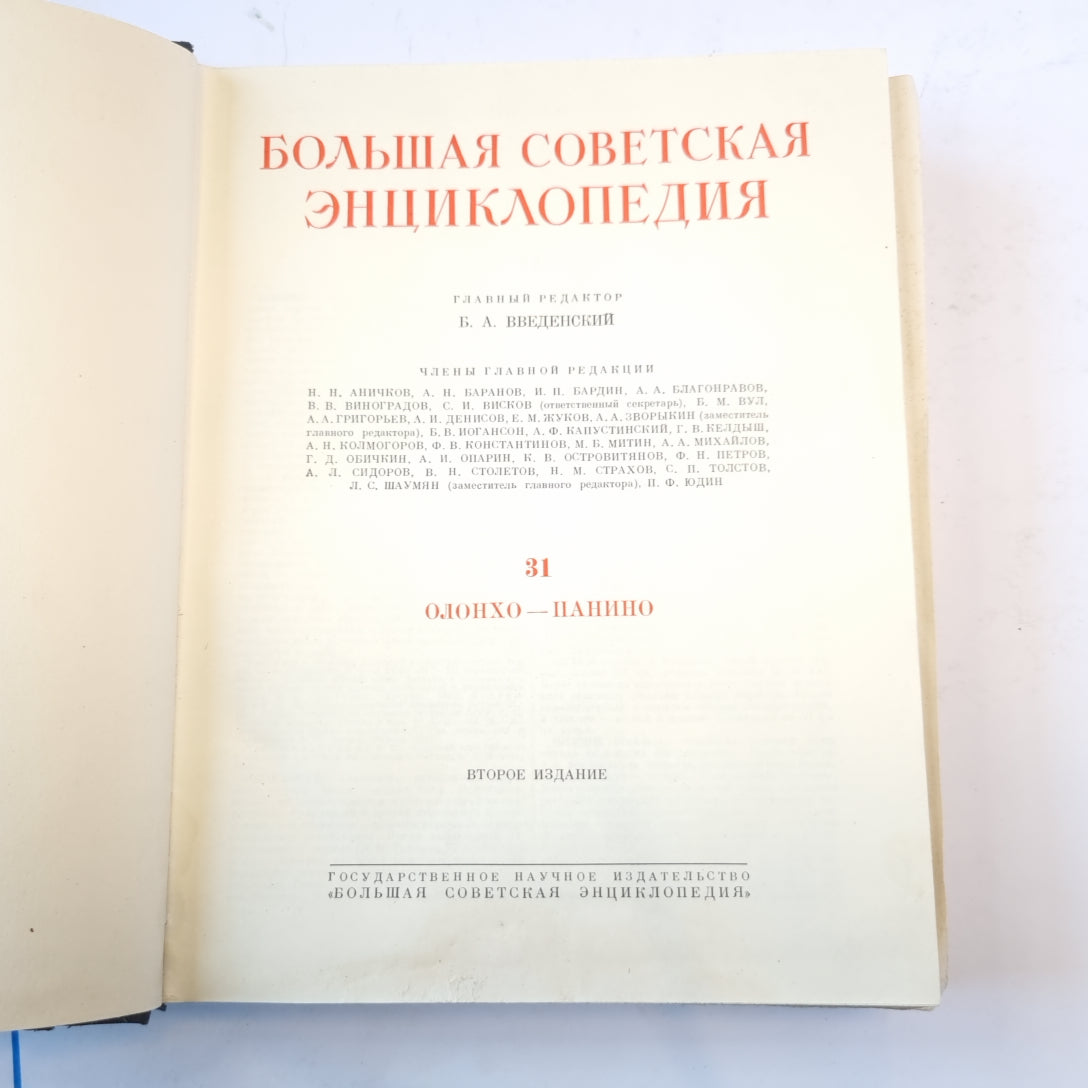 БОЛЬШАЯ СОВЕТСКАЯ
ЭНЦИКЛОПЕДИЯ
ГЛАВНЫЙ РЕДАКТОР
Б. А. ВВЕДЕНСКИЙ
ЧЛЕНЫ ГЛАВНОЙ РЕДАКЦИИ
Н. Н. АНИЧКОВ, А. Н. БАРАНОВ, И. П. БАРДИН, А. А. БЛАГОНРАВОВ,
В. В. ВИНОГРАДОВ, С. И. ВИСКОВ (ответственный секретарь), Б. М. ВУЛ,
А. А. ГРИГОРЬЕВ, А. И. ДЕНИСОВ, Е. М. ЖУКОВ, А. А. ЗВОРЫКИН (заместитель
главного редактора), Б. В. ИОГАНСОН, А. Ф. КАПУСТИНСКИЙ, Г. В. КЕЛДЫШ,
А. Н. КОЛМОГОРОВ, Ф. В. КОНСТАНТИНОВ, М. Б. МИТИН, А. А. МИХАЙЛОВ,
Г. Д. ОБИЧКИН, А. И. ОПАРИН, К. В. ОСТРОВИТЯНОВ, Ф. Н. ПЕТРОВ,
А. Л. СИДОРОВ, В. Н. СТОЛЕТОВ, Н. М. СТРАХОВ, С. П. ТОЛСТОВ,
Л. С. ШАУМЯН (заместитель главного редактора), П. Ф. ЮДИН
31
ОЛОНХО — ПАНИНО
ВТОРОЕ ИЗДАНИЕ
ГОСУДАРСТВЕННОЕ НАУЧНОЕ ИЗДАТЕЛЬСТВО
«БОЛЬШАЯ СОВЕТСКАЯ ЭНЦИКЛОПЕДИЯ»